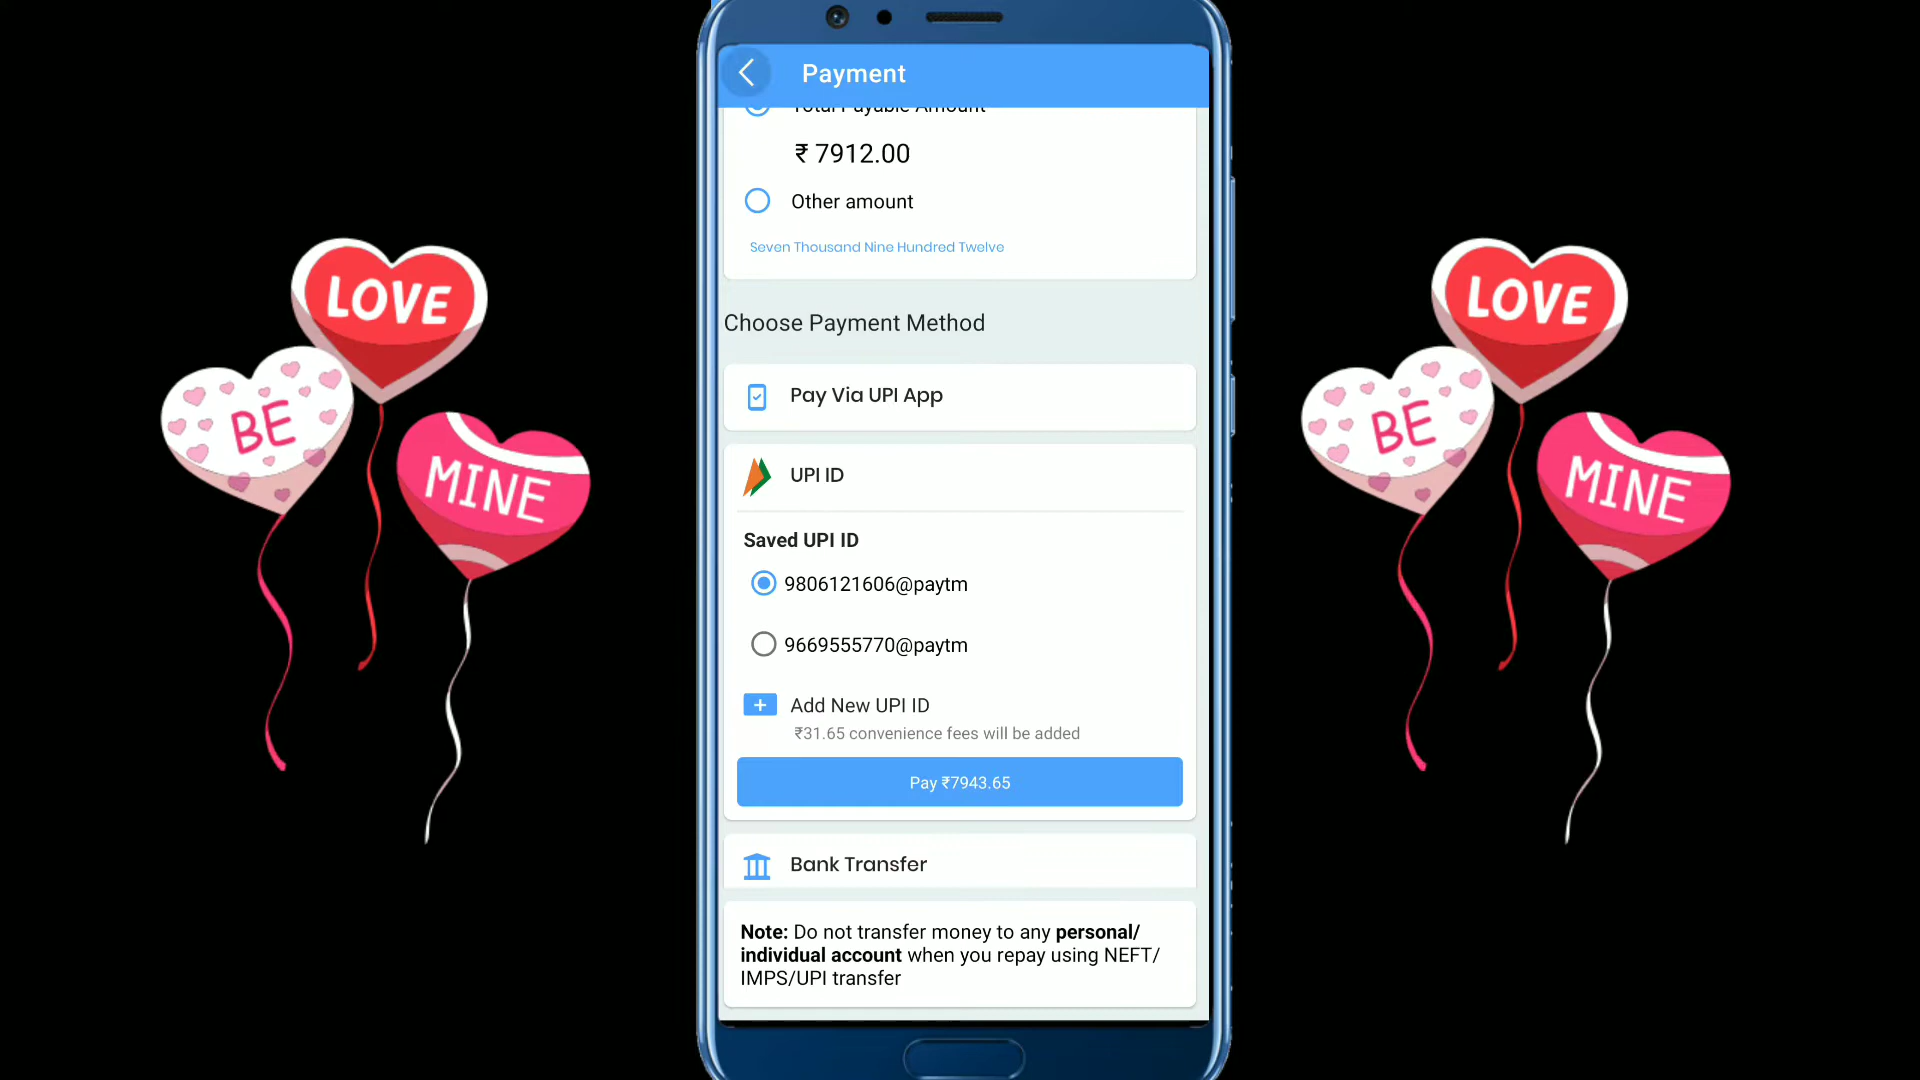 Payment
Total Payable Amount
₹ 7912.00
Other amount
Seven Thousand Nine Hundred Twelve
Choose Payment Method
Pay Via UPI App
UPI ID
Saved UPI ID
9806121606@paytm
9669555770@paytm
Add New UPI ID
₹31.65 convenience fees will be added
Pay ₹7943.65
Bank Transfer
Note: Do not transfer money to any personal/
individual account when you repay using NEFT/
IMPS/UPI transfer
LOVE
BE
MINE
LOVE
BE
MINE